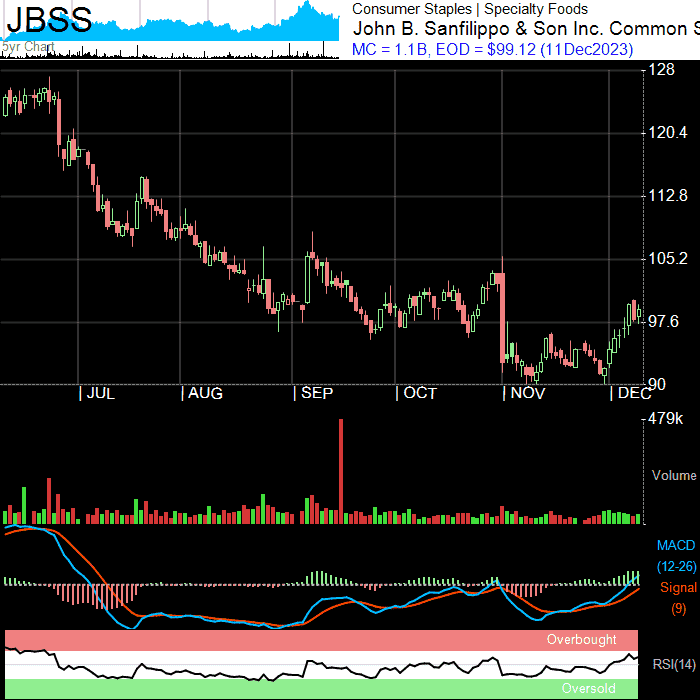 JBSS
5yr Chart
Consumer Staples | Specialty Foods
John B. Sanfilippo & Son Inc. Common S
MC = 1.1B, EOD = $99.12 (11Dec2023)
128
120.4
112.8
105.2
97.6
90
| JUL | AUG | SEP | OCT | NOV | DEC
479k
Volume
MACD
(12-26)
Signal
(9)
Overbought
RSI(14)
Oversold